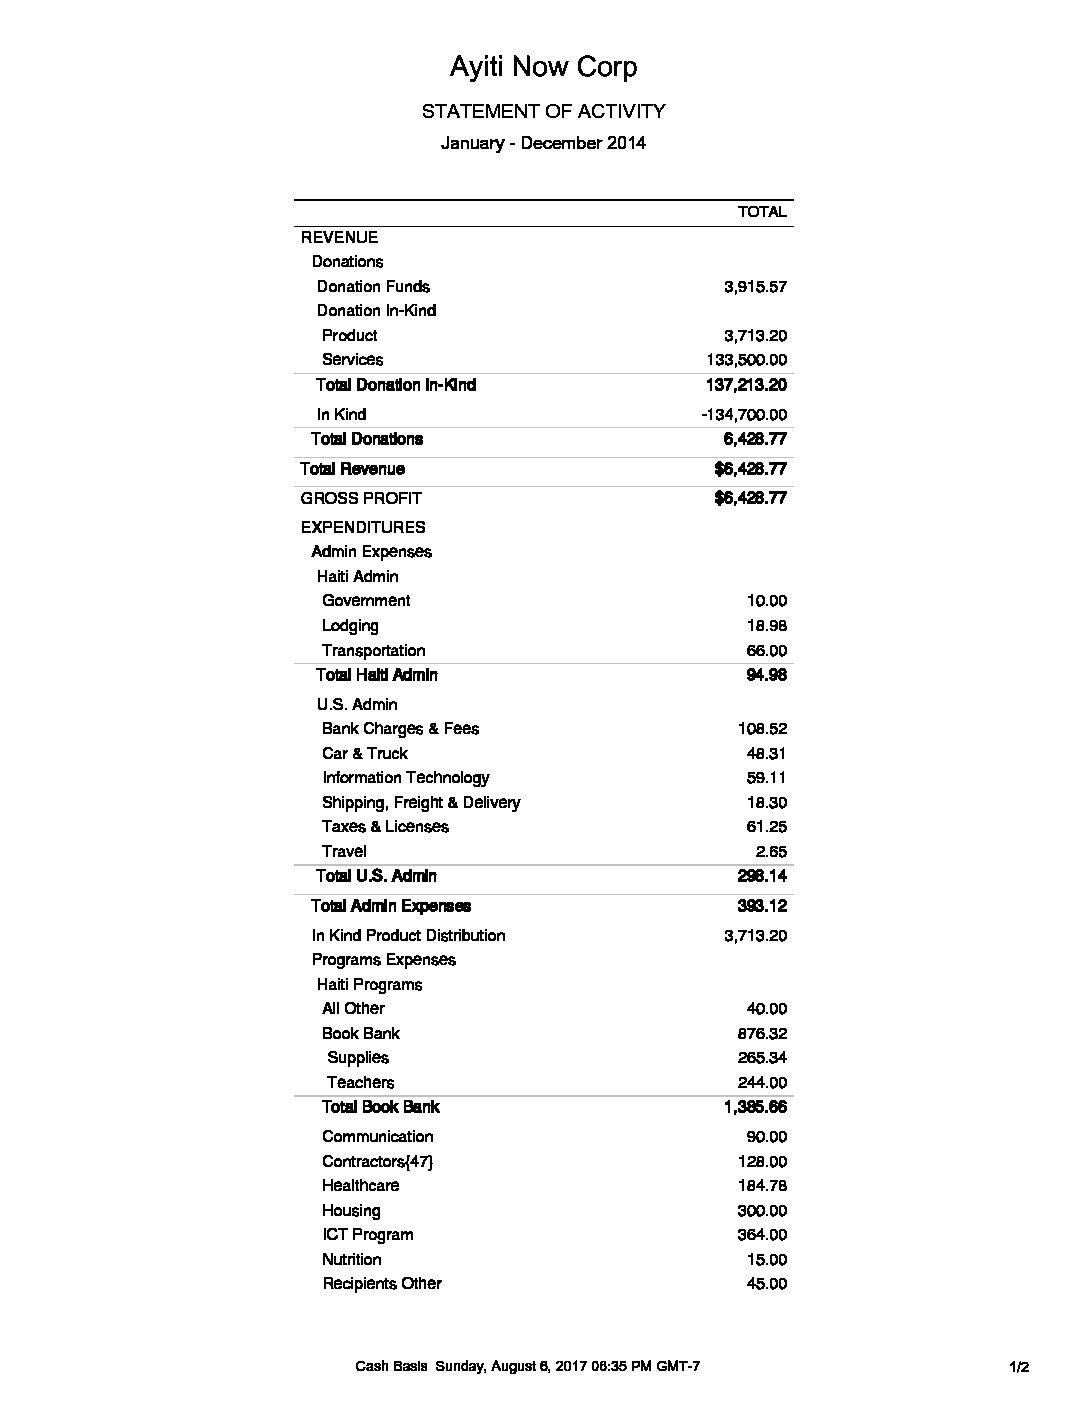 Ayiti Now Corp
STATEMENT OF ACTIVITY
January - December 2014
TOTAL
REVENUE
Donations
Donation Funds 3,915.57
Donation In-Kind
Product 3,713.20
Services 133,500.00
Total Donation In-Kind 137,213.20
In Kind -134,700.00
Total Donations 6,428.77
Total Revenue $6,428.77
GROSS PROFIT $6,428.77
EXPENDITURES
Admin Expenses
Haiti Admin
Government 10.00
Lodging 18.98
Transportation 66.00
Total Haiti Admin 94.98
U.S. Admin
Bank Charges & Fees 108.52
Car & Truck 48.31
Information Technology 59.11
Shipping, Freight & Delivery 18.30
Taxes & Licenses 61.25
Travel 2.65
Total U.S. Admin 298.14
Total Admin Expenses 393.12
In Kind Product Distribution 3,713.20
Programs Expenses
Haiti Programs
All Other 40.00
Book Bank 876.32
Supplies 265.34
Teachers 244.00
Total Book Bank 1,385.66
Communication 90.00
Contractors{47} 128.00
Healthcare 184.78
Housing 300.00
ICT Program 364.00
Nutrition 15.00
Recipients Other 45.00
Cash Basis Sunday, August 6, 2017 06:35 PM GMT-7 1/2